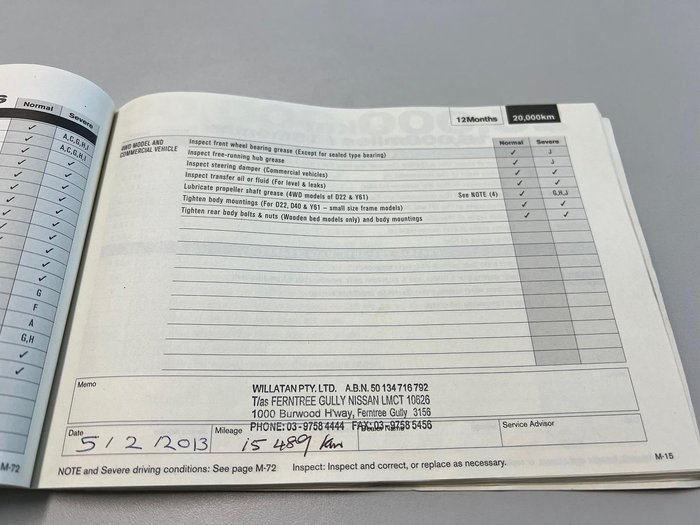 Normal Severe
✓ A,C,G,H,I
✓ A,C,G,H,I
✓ ✓
✓ ✓
✓ ✓
✓ ✓
✓ ✓
✓ ✓
✓ ✓
G
F
A
G,H
✓
✓
M-72
12Months 20,000km
Normal Severe
4WD MODEL AND
COMMERCIAL VEHICLE
Inspect front wheel bearing grease (Except for sealed type bearing) ✓ J
Inspect free-running hub grease ✓ J
Inspect steering damper (Commercial vehicles) ✓ ✓
Inspect transfer oil or fluid (For level & leaks) ✓ ✓
Lubricate propeller shaft grease (4WD models of D22 & Y61) See NOTE (4) ✓ G,H,J
Tighten body mountings (For D22, D40 & Y61 – small size frame models) ✓ ✓
Tighten rear body bolts & nuts (Wooden bed models only) and body mountings ✓ ✓
Memo
WILLATAN PTY. LTD. A.B.N. 50 134 716 792
T/as FERNTREE GULLY NISSAN LMCT 10626
1000 Burwood H'way, Ferntree Gully 3156
PHONE: 03-9758 4444 FAX: 03-9758 5456
Date 5/2/2013 Mileage 15 489 km Dealer Name Service Advisor
NOTE and Severe driving conditions: See page M-72 Inspect: Inspect and correct, or replace as necessary. M-15